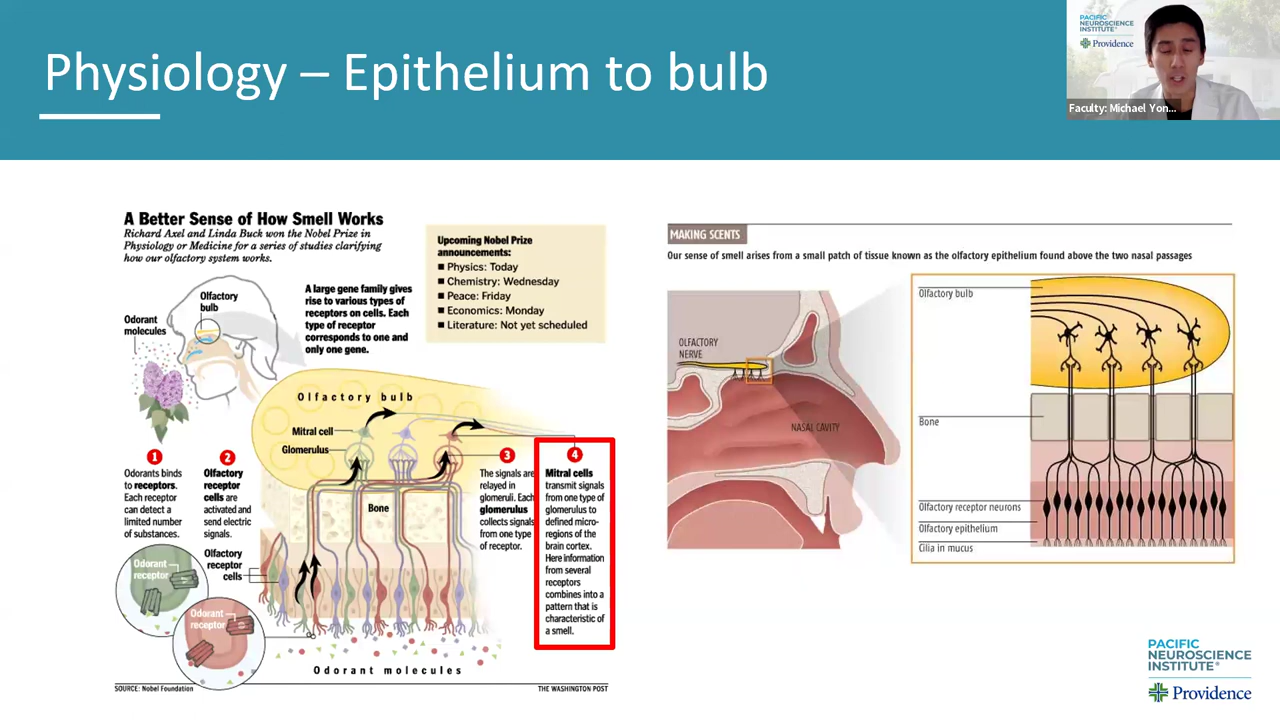 Physiology – Epithelium to bulb
PACIFIC
NEUROSCIENCE
INSTITUTE®
Providence
Faculty: Michael Yon...
A Better Sense of How Smell Works
Richard Axel and Linda Buck won the Nobel Prize in
Physiology or Medicine for a series of studies clarifying
how our olfactory system works.
Upcoming Nobel Prize
announcements:
■ Physics: Today
■ Chemistry: Wednesday
■ Peace: Friday
■ Economics: Monday
■ Literature: Not yet scheduled
A large gene family gives
rise to various types of
receptors on cells. Each
type of receptor
corresponds to one and
only one gene.
Olfactory
bulb
Odorant
molecules
Olfactory bulb
Mitral cell
Glomerulus
Bone
1
Odorants binds
to receptors.
Each receptor
can detect a
limited number
of substances.
2
Olfactory
receptor
cells are
activated and
send electric
signals.
Olfactory
receptor
cells
3
The signals are
relayed in
glomeruli. Each
glomerulus
collects signals
from one type
of receptor.
4
Mitral cells
transmit signals
from one type of
glomerulus to
defined micro-
regions of the
brain cortex.
Here information
from several
receptors
combines into a
pattern that is
characteristic of
a smell.
Odorant
receptor
Odorant
receptor
Odorant molecules
SOURCE: Nobel Foundation
THE WASHINGTON POST
MAKING SCENTS
Our sense of smell arises from a small patch of tissue known as the olfactory epithelium found above the two nasal passages
OLFACTORY
NERVE
NASAL CAVITY
Olfactory bulb
Bone
Olfactory receptor neurons
Olfactory epithelium
Cilia in mucus
PACIFIC
NEUROSCIENCE
INSTITUTE®
Providence